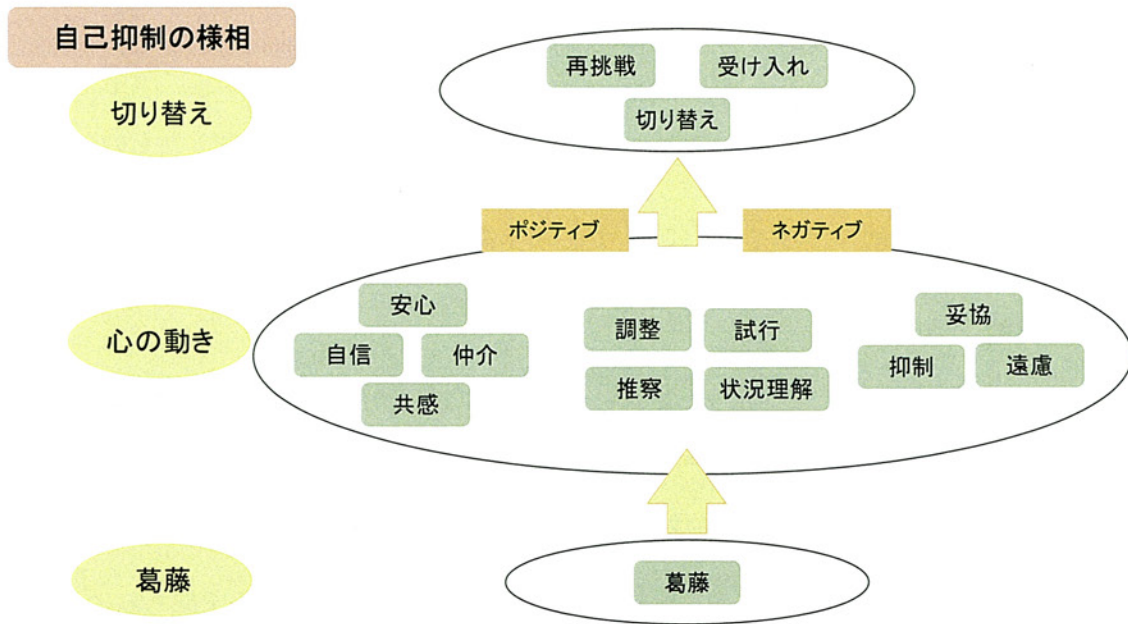 自己抑制の様相
切り替え
再挑戦
受け入れ
切り替え
ポジティブ
ネガティブ
心の動き
安心
自信
仲介
共感
調整
試行
推察
状況理解
妥協
抑制
遠慮
葛藤
葛藤